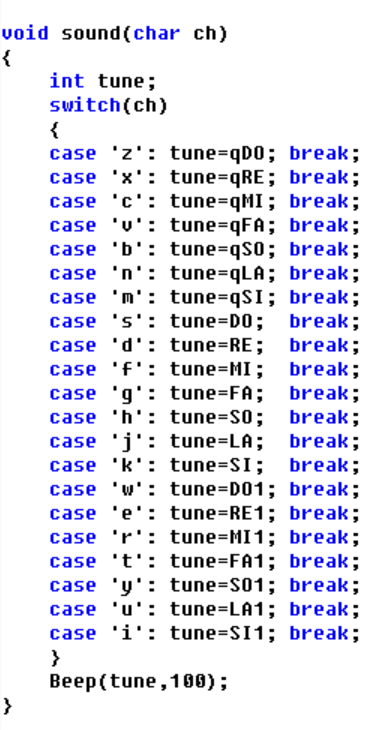 void sound(char ch)
{
    int tune;
    switch(ch)
    {
    case 'z': tune=qDO; break;
    case 'x': tune=qRE; break;
    case 'c': tune=qMI; break;
    case 'v': tune=qFA; break;
    case 'b': tune=qSO; break;
    case 'n': tune=qLA; break;
    case 'm': tune=qSI; break;
    case 's': tune=DO;  break;
    case 'd': tune=RE;  break;
    case 'f': tune=MI;  break;
    case 'g': tune=FA;  break;
    case 'h': tune=SO;  break;
    case 'j': tune=LA;  break;
    case 'k': tune=SI;  break;
    case 'w': tune=DO1; break;
    case 'e': tune=RE1; break;
    case 'r': tune=MI1; break;
    case 't': tune=FA1; break;
    case 'y': tune=SO1; break;
    case 'u': tune=LA1; break;
    case 'i': tune=SI1; break;
    }
    Beep(tune,100);
}